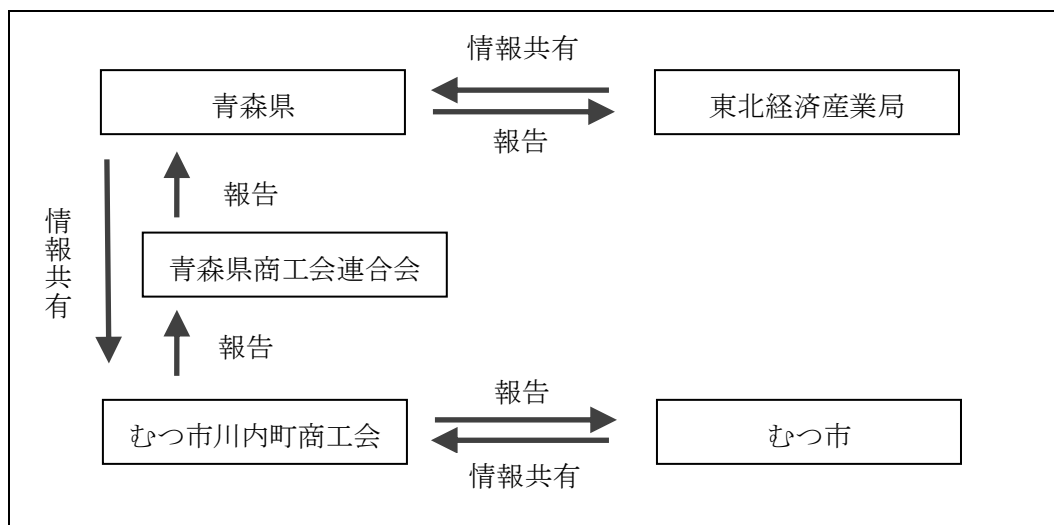 情報共有
青森県
東北経済産業局
報告
報告
情報共有
青森県商工会連合会
報告
報告
むつ市川内町商工会
むつ市
情報共有